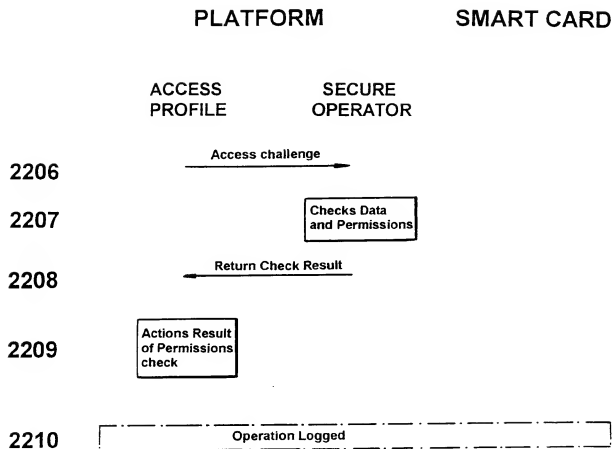 PLATFORM SMART CARD
ACCESS
PROFILE
SECURE
OPERATOR
2206
Access challenge
2207
Checks Data
and Permissions
2208
Return Check Result
2209
Actions Result
of Permissions
check
2210
Operation Logged